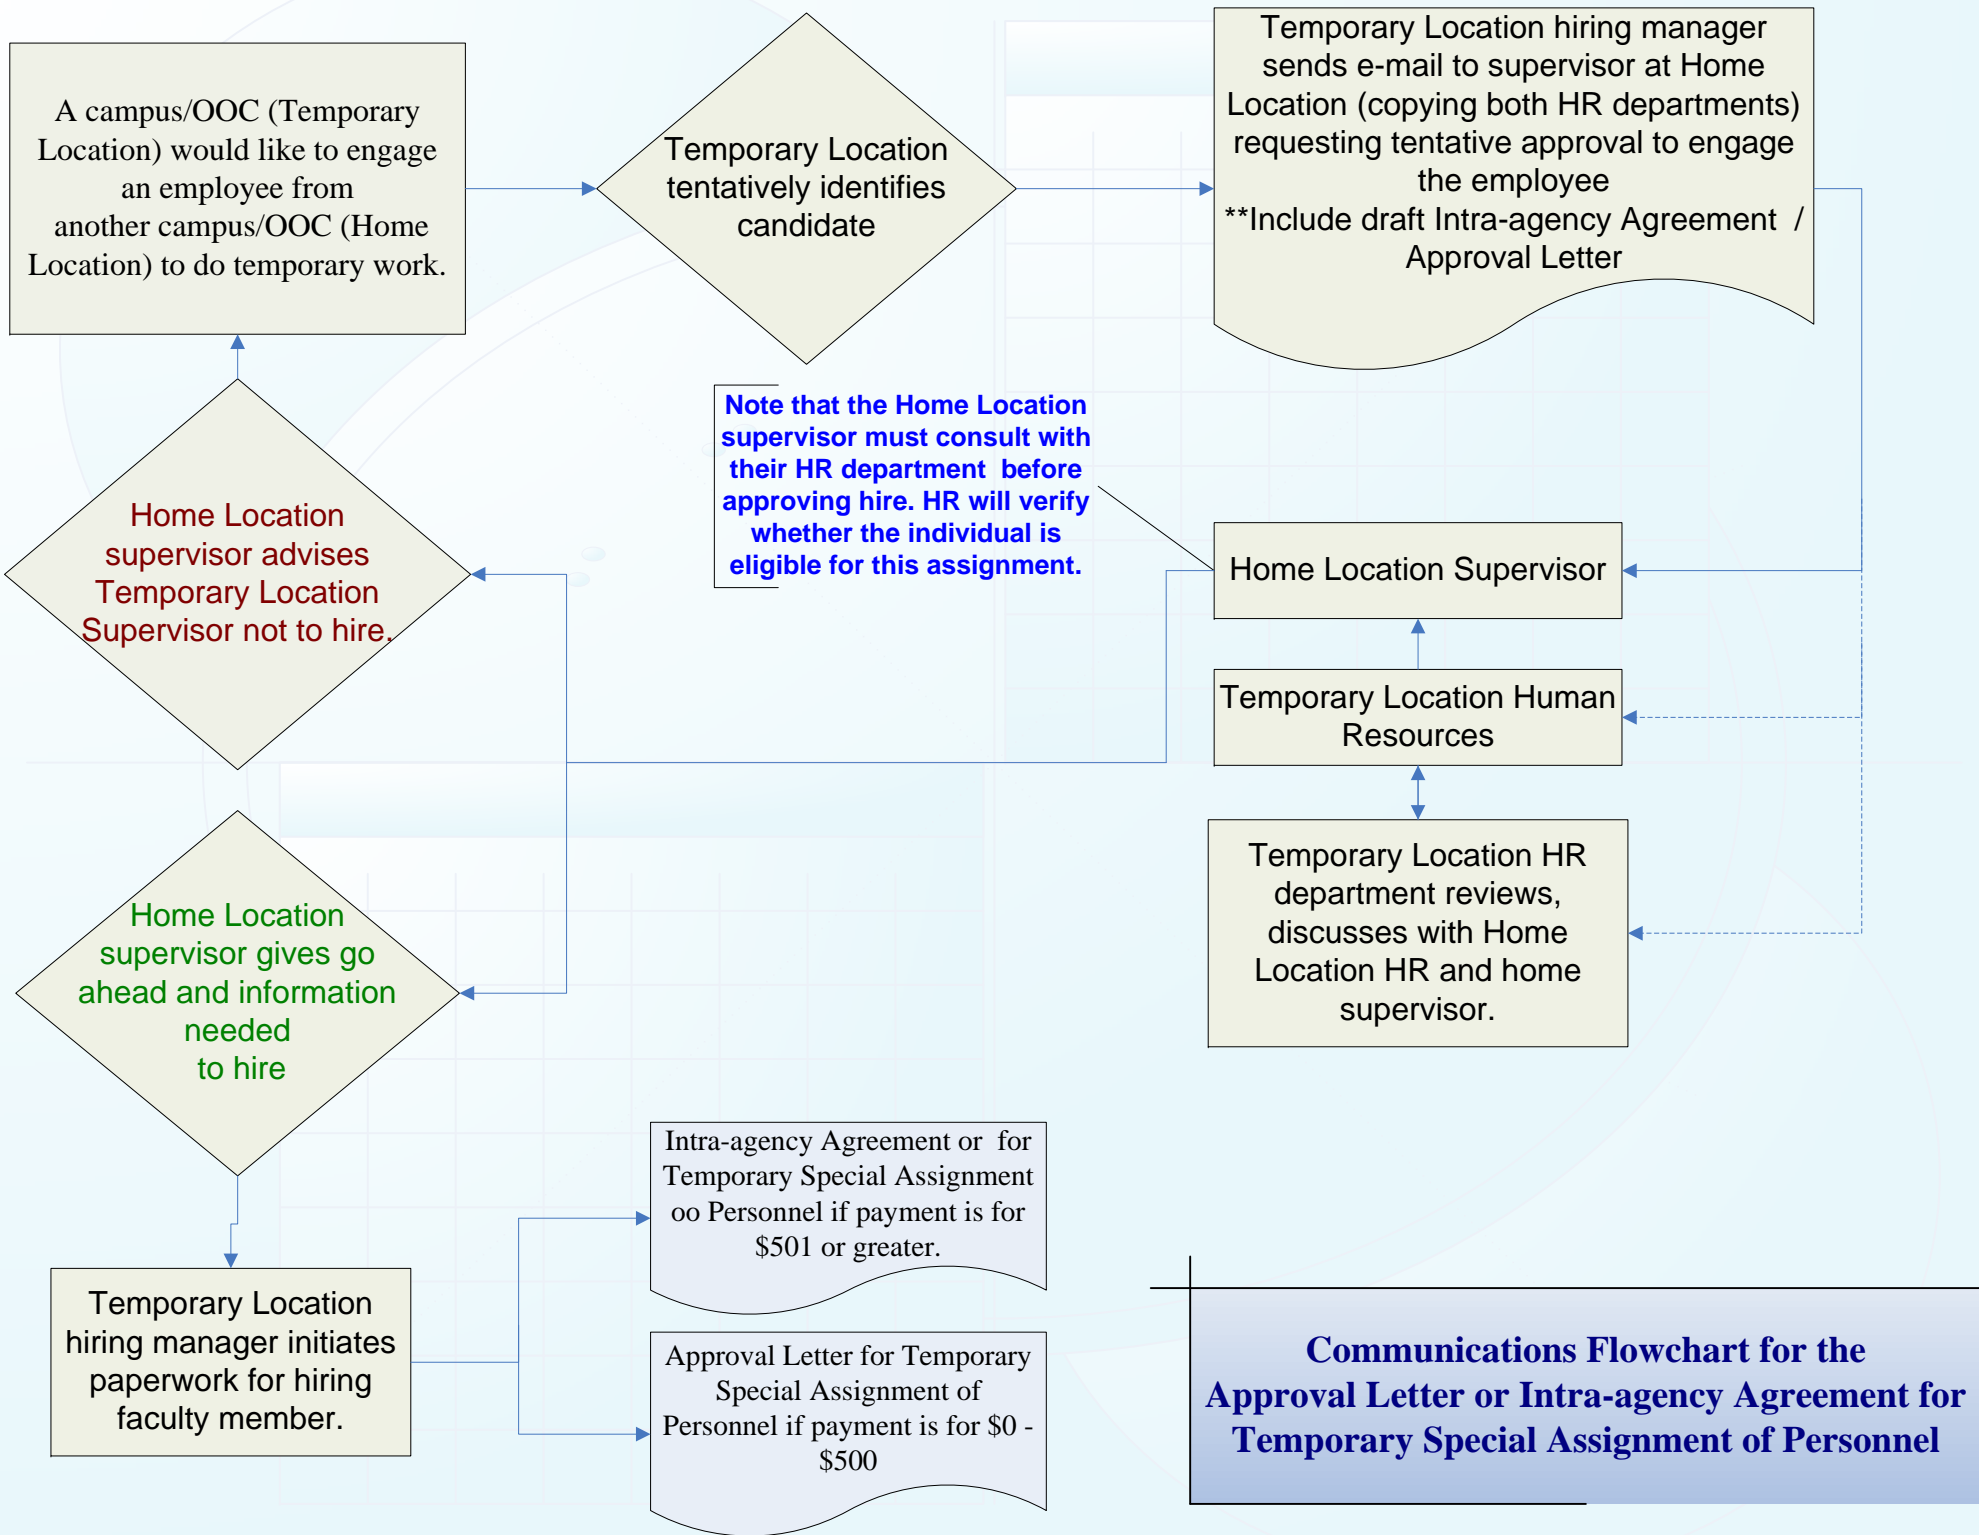 A campus/OOC (Temporary
Location) would like to engage
an employee from
another campus/OOC (Home
Location) to do temporary work.
Temporary Location
tentatively identifies
candidate
Temporary Location hiring manager
sends e-mail to supervisor at Home
Location (copying both HR departments)
requesting tentative approval to engage
the employee
**Include draft Intra-agency Agreement /
Approval Letter
Note that the Home Location
supervisor must consult with
their HR department before
approving hire. HR will verify
whether the individual is
eligible for this assignment.
Home Location
supervisor advises
Temporary Location
Supervisor not to hire.
Home Location Supervisor
Temporary Location Human
Resources
Temporary Location HR
department reviews,
discusses with Home
Location HR and home
supervisor.
Home Location
supervisor gives go
ahead and information
needed
to hire
Temporary Location
hiring manager initiates
paperwork for hiring
faculty member.
Intra-agency Agreement or for
Temporary Special Assignment
oo Personnel if payment is for
$501 or greater.
Approval Letter for Temporary
Special Assignment of
Personnel if payment is for $0 -
$500
Communications Flowchart for the
Approval Letter or Intra-agency Agreement for
Temporary Special Assignment of Personnel